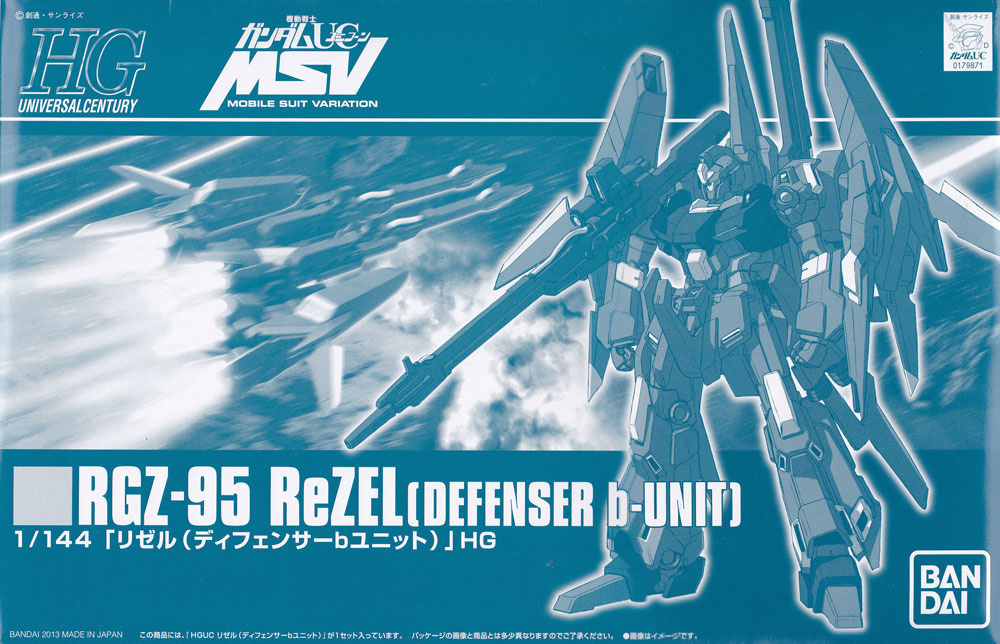 ©創通・サンライズ
HG
UNIVERSALCENTURY
機動戦士
ガンダムUC
ユニコーン
MSV
MOBILE SUIT VARIATION
創通・サンライズ
© D
ガンダムUC
0179871
RGZ-95 ReZEL(DEFENSER b-UNIT)
1/144「リゼル(ディフェンサーbユニット)」HG
BAN
DAI
BANDAI 2013 MADE IN JAPAN
この商品には、「HGUC リゼル(ディフェンサーbユニット)」が1セット入っています。 パッケージの画像と商品とは多少異なりますのでご了承ください。 ●画像はイメージです。